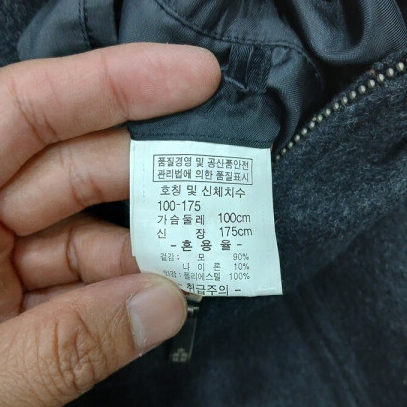 품질경영 및 공산품안전
관리법에 의한 품질표시
호칭 및 신체치수
100-175
가슴둘레 100cm
신 장 175cm
- 혼 용 율 -
겉감 : 모 90%
나 이 론 10%
안감 : 폴리에스텔 100%
- 취급주의 -